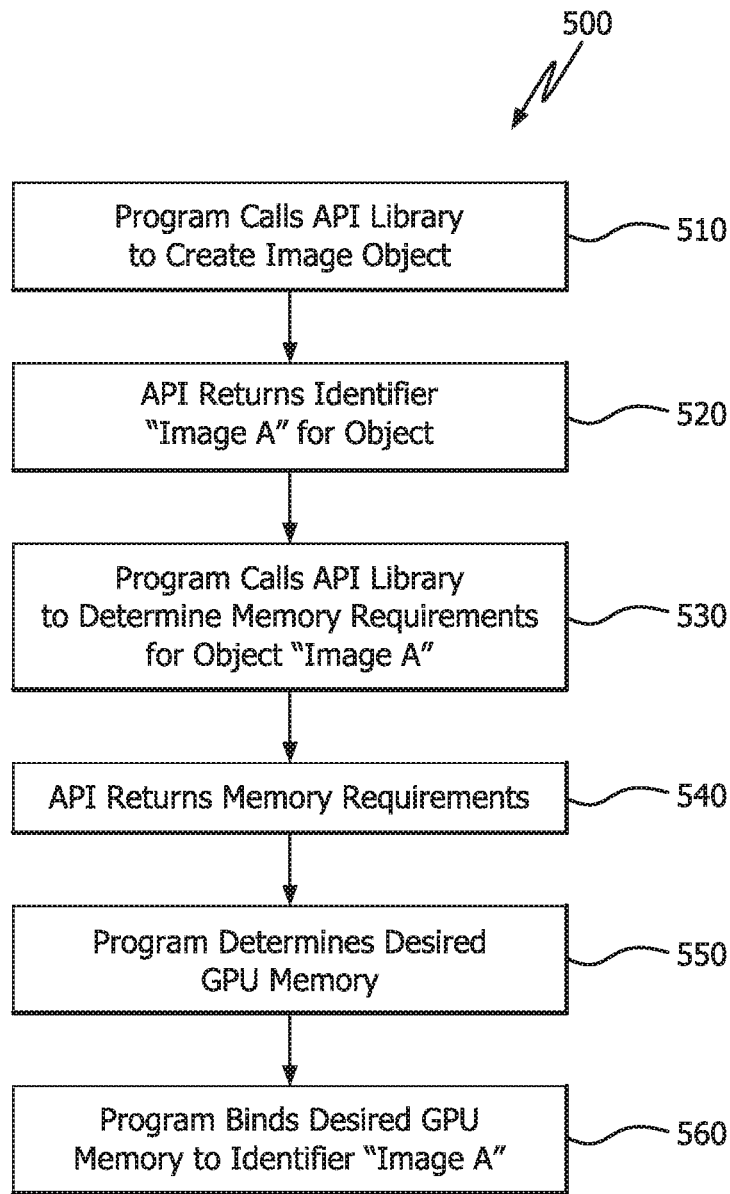 500
Program Calls API Library
to Create Image Object
510
API Returns Identifier
“Image A” for Object
520
Program Calls API Library
to Determine Memory Requirements
for Object “Image A”
530
API Returns Memory Requirements
540
Program Determines Desired
GPU Memory
550
Program Binds Desired GPU
Memory to Identifier “Image A”
560